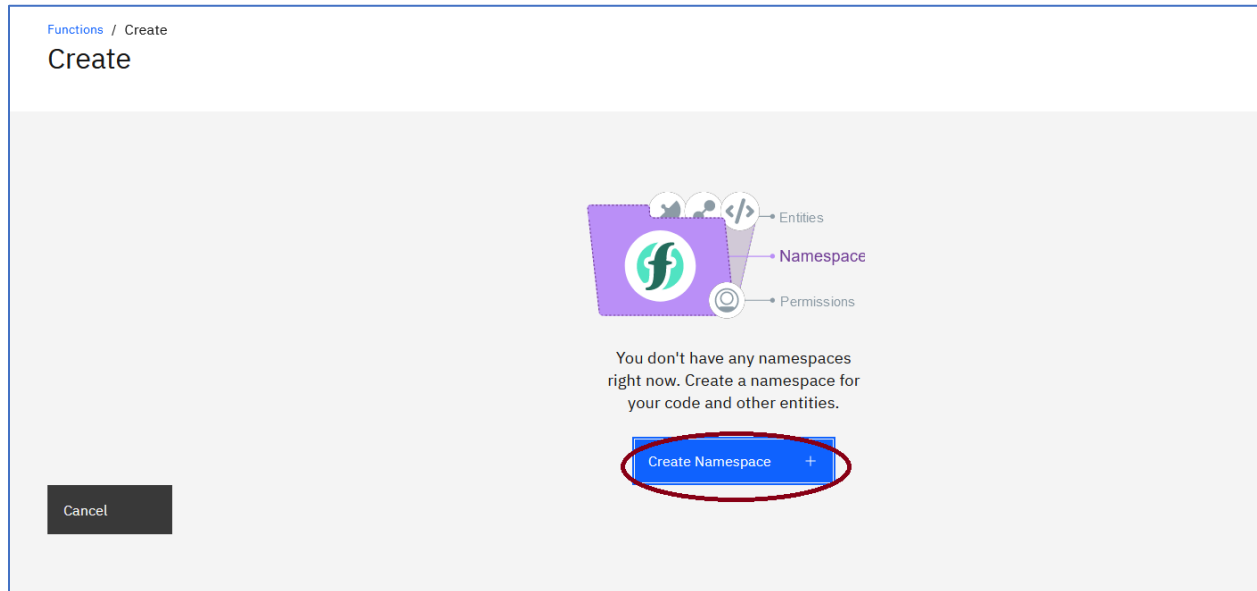 Functions / Create
Create
Entities
Namespace
Permissions
You don't have any namespaces
right now. Create a namespace for
your code and other entities.
Create Namespace +
Cancel